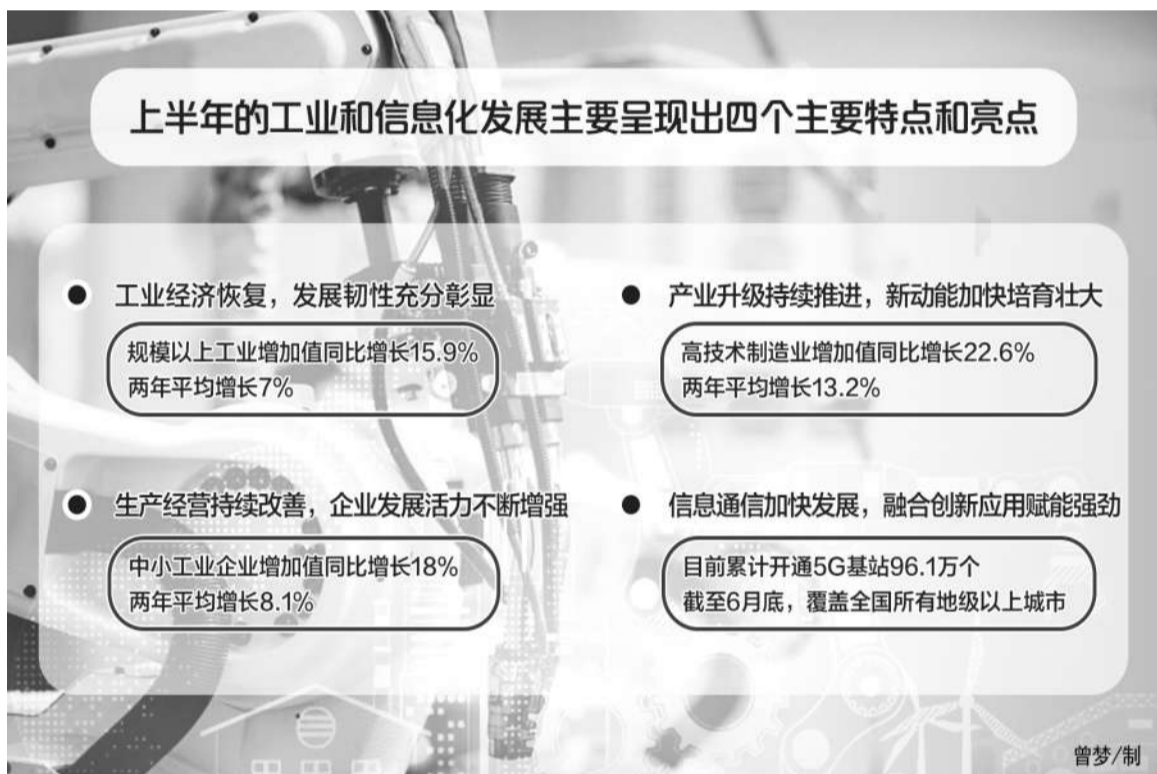 上半年的工业和信息化发展主要呈现出四个主要特点和亮点
● 工业经济恢复，发展韧性充分彰显
规模以上工业增加值同比增长15.9%
两年平均增长7%
● 产业升级持续推进，新动能加快培育壮大
高技术制造业增加值同比增长22.6%
两年平均增长13.2%
● 生产经营持续改善，企业发展活力不断增强
中小工业企业增加值同比增长18%
两年平均增长8.1%
● 信息通信加快发展，融合创新应用赋能强劲
目前累计开通5G基站96.1万个
截至6月底，覆盖全国所有地级以上城市
曾梦/制